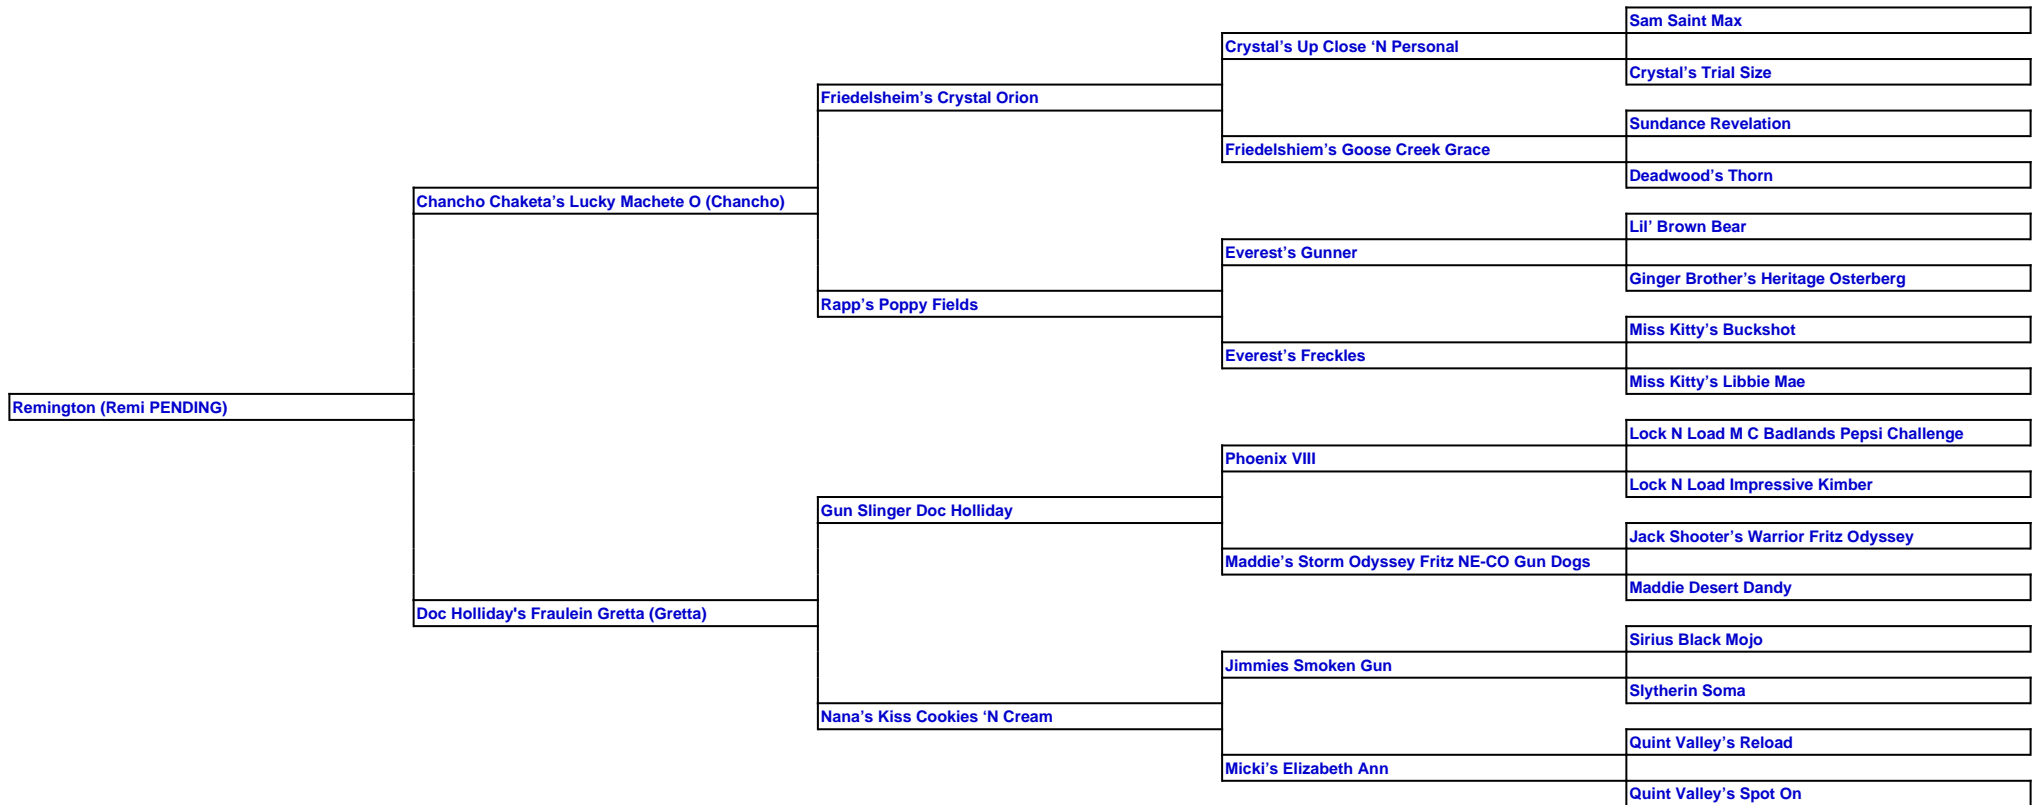 Sam Saint Max
Crystal’s Up Close ‘N Personal
Crystal’s Trial Size
Friedelsheim’s Crystal Orion
Sundance Revelation
Friedelshiem’s Goose Creek Grace
Deadwood’s Thorn
Chancho Chaketa’s Lucky Machete O (Chancho)
Lil’ Brown Bear
Everest’s Gunner
Ginger Brother’s Heritage Osterberg
Rapp’s Poppy Fields
Miss Kitty’s Buckshot
Everest’s Freckles
Miss Kitty’s Libbie Mae
Remington (Remi PENDING)
Lock N Load M C Badlands Pepsi Challenge
Phoenix VIII
Lock N Load Impressive Kimber
Gun Slinger Doc Holliday
Jack Shooter’s Warrior Fritz Odyssey
Maddie’s Storm Odyssey Fritz NE-CO Gun Dogs
Maddie Desert Dandy
Doc Holliday's Fraulein Gretta (Gretta)
Sirius Black Mojo
Jimmies Smoken Gun
Slytherin Soma
Nana’s Kiss Cookies ‘N Cream
Quint Valley’s Reload
Micki’s Elizabeth Ann
Quint Valley’s Spot On